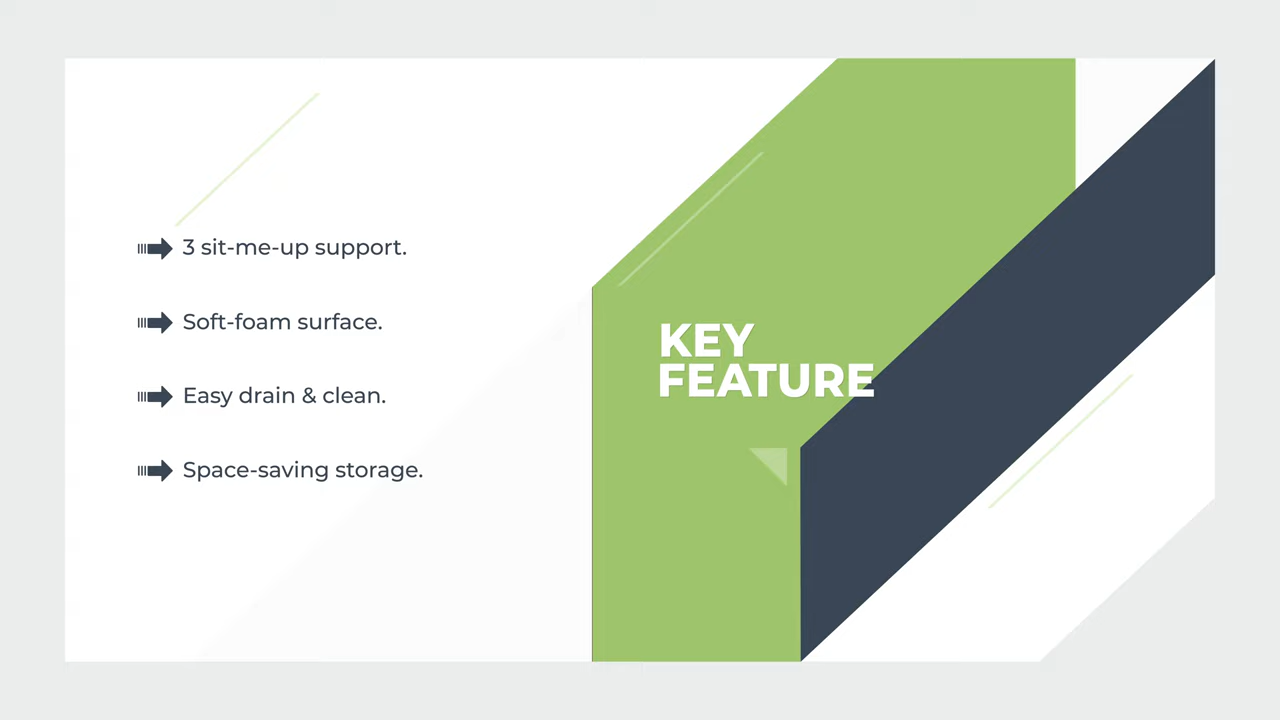 3 sit-me-up support.
Soft-foam surface.
Easy drain & clean.
Space-saving storage.
KEY
FEATURE